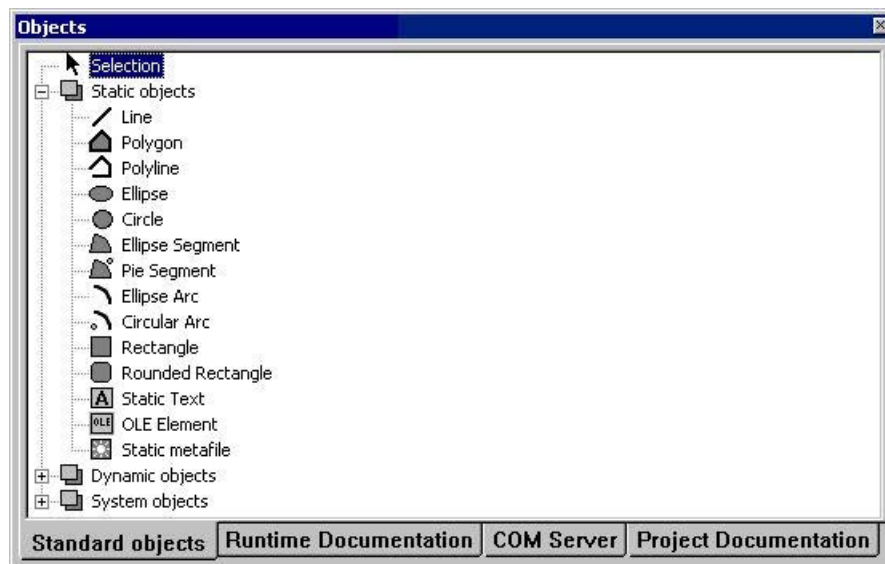 Objects
Selection
Static objects
Line
Polygon
Polyline
Ellipse
Circle
Ellipse Segment
Pie Segment
Ellipse Arc
Circular Arc
Rectangle
Rounded Rectangle
A Static Text
OLE OLE Element
Static metafile
Dynamic objects
System objects
Standard objects Runtime Documentation COM Server Project Documentation